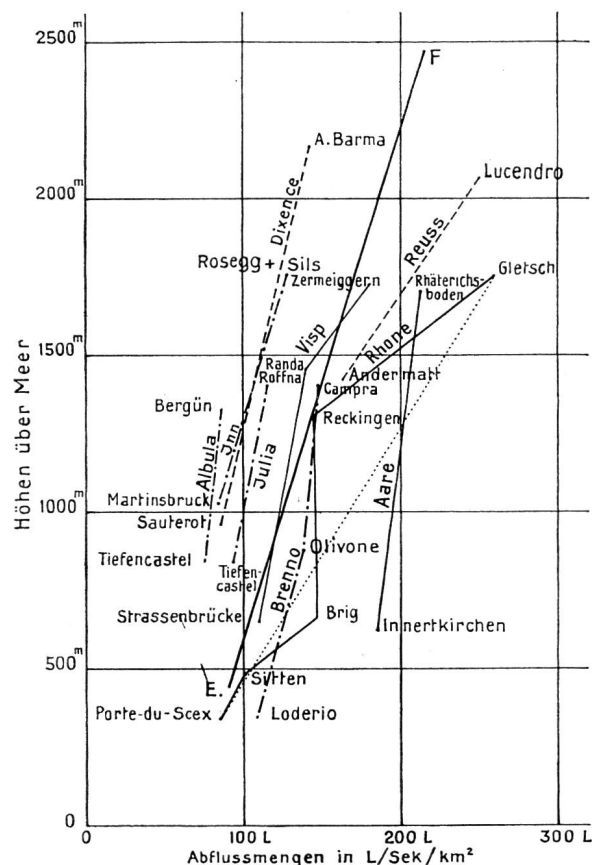 2500m
F
A. Barma
Lucendro
2000m
Dixence
Reuss
Rosegg + Sils
Gletsch
Zermeiggern
Rhäterichs-
boden
Visp
Rhone
1500m
Randa
Andermatt
Roffna
Campra
Bergün
Reckingen
Jnn
Albula
Julia
Aare
Martinsbruck
1000m
Sauterot
Olivone
Tiefencastel
Tiefen-
castel
Brenno
Strassenbrücke
Brig
Innertkirchen
500m
Sitten
E.
Porte-du-Scex
Loderio
Höhen über Meer
0
0
100 L
200 L
300 L
Abflussmengen in L/Sek/km²